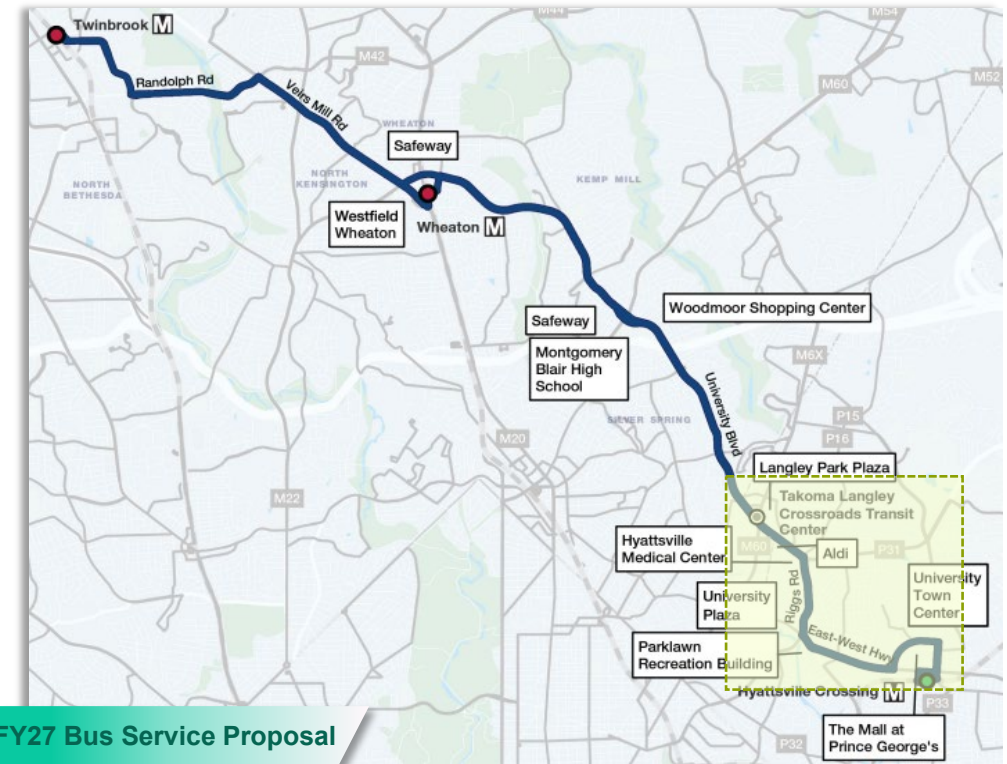 M44
M54
Twinbrook M
M42
M52
Randolph Rd
M60
Veirs Mill Rd
WHEATON
Safeway
NORTH
KENSINGTON
KEMP MILL
NORTH
BETHESDA
Westfield
Wheaton
Wheaton M
Woodmoor Shopping Center
Safeway
Montgomery
Blair High
School
M6X
University Blvd
P15
SILVER SPRING
M20
P16
Langley Park Plaza
M22
Takoma Langley
Crossroads Transit
Center
Hyattsville
Medical Center
M60
Aldi
P31
University
Town
Center
University
Plaza
Riggs Rd
East-West Hwy
Parklawn
Recreation Building
Hyattsville Crossing M
P33
The Mall at
Prince George's
P32
FY27 Bus Service Proposal